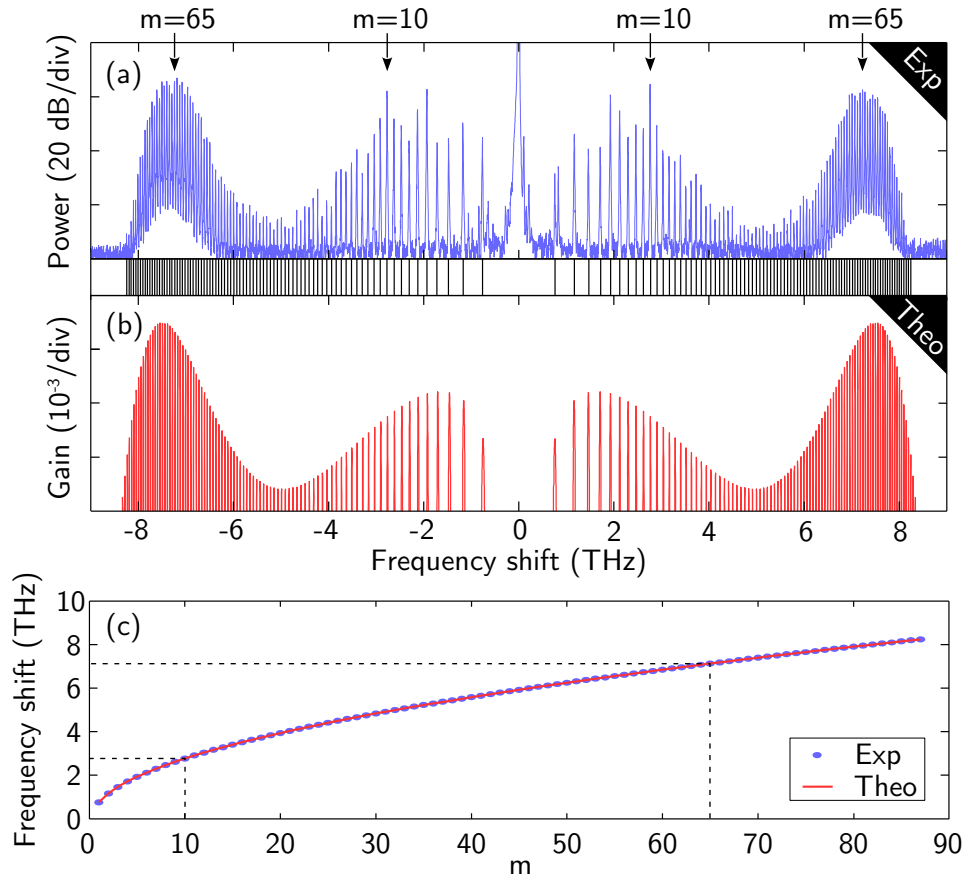 m=65 m=10 m=10 m=65
(a)
Exp
Power (20 dB/div)
(b)
Theo
Gain (10⁻³/div)
-8 -6 -4 -2 0 2 4 6 8
Frequency shift (THz)
(c)
Frequency shift (THz)
10
8
6
4
2
0
Exp
Theo
0 10 20 30 40 50 60 70 80 90
m